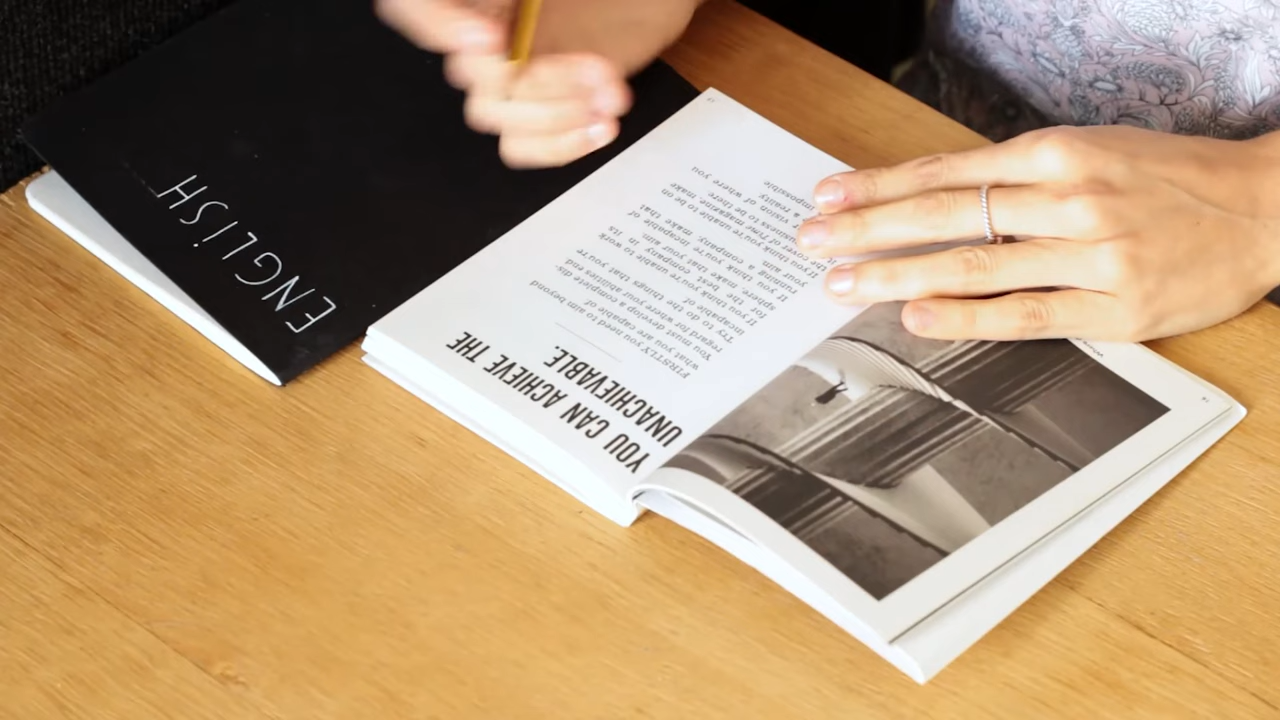 ENGLISH
YOU CAN ACHIEVE THE
UNACHIEVABLE.
FIRSTLY you need to aim beyond
what you are capable of.
You must develop a complete dis-
regard for where your abilities end
Try to do the things that you're
incapable of
If you think you're unable to work
for the best company in its
sphere, make that your aim
If you think you're incapable of
running a company, make that
your aim
If you think you're unable to be on
the cover of Time magazine, make
business to be there.
vision of where you
a reality.
impossible